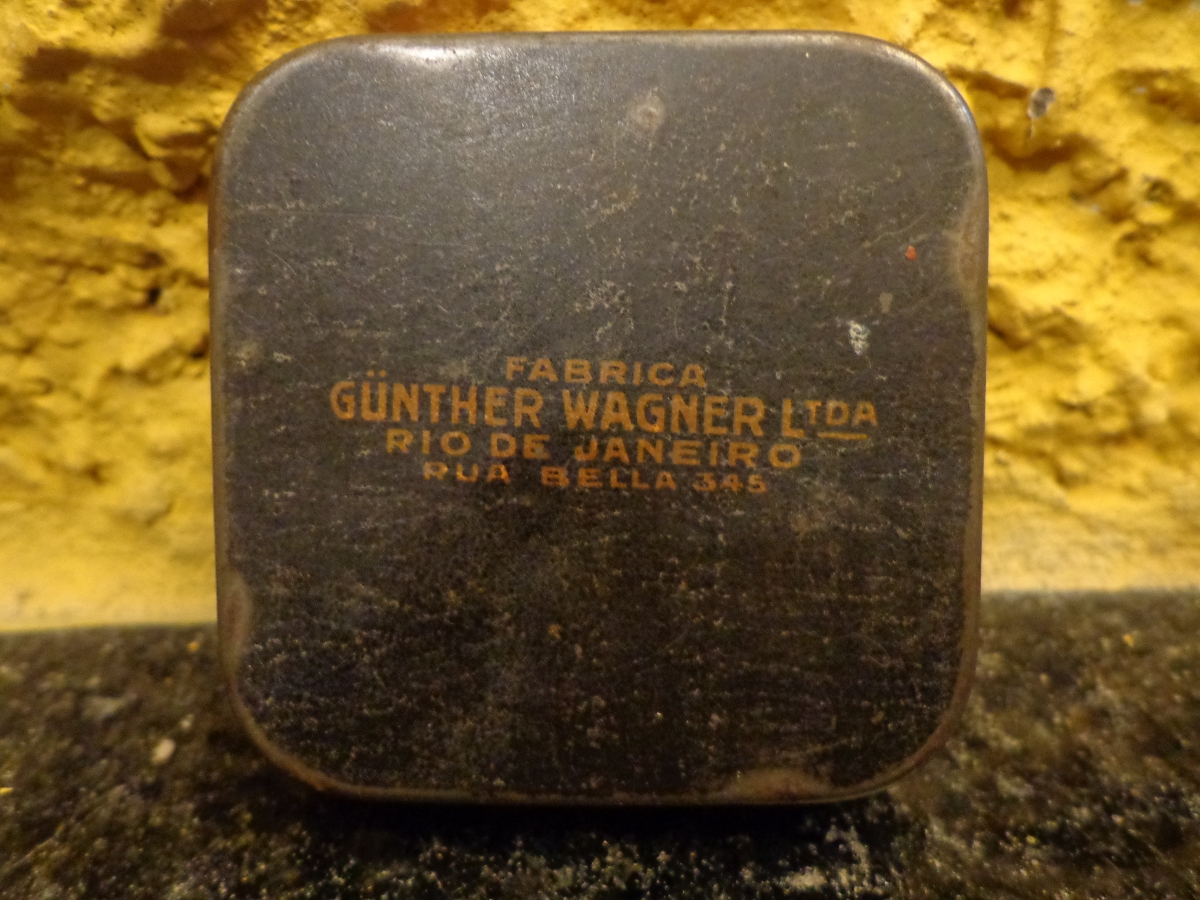 FABRICA
GÜNTHER WAGNER LTDA
RIO DE JANEIRO
RUA BELLA 345